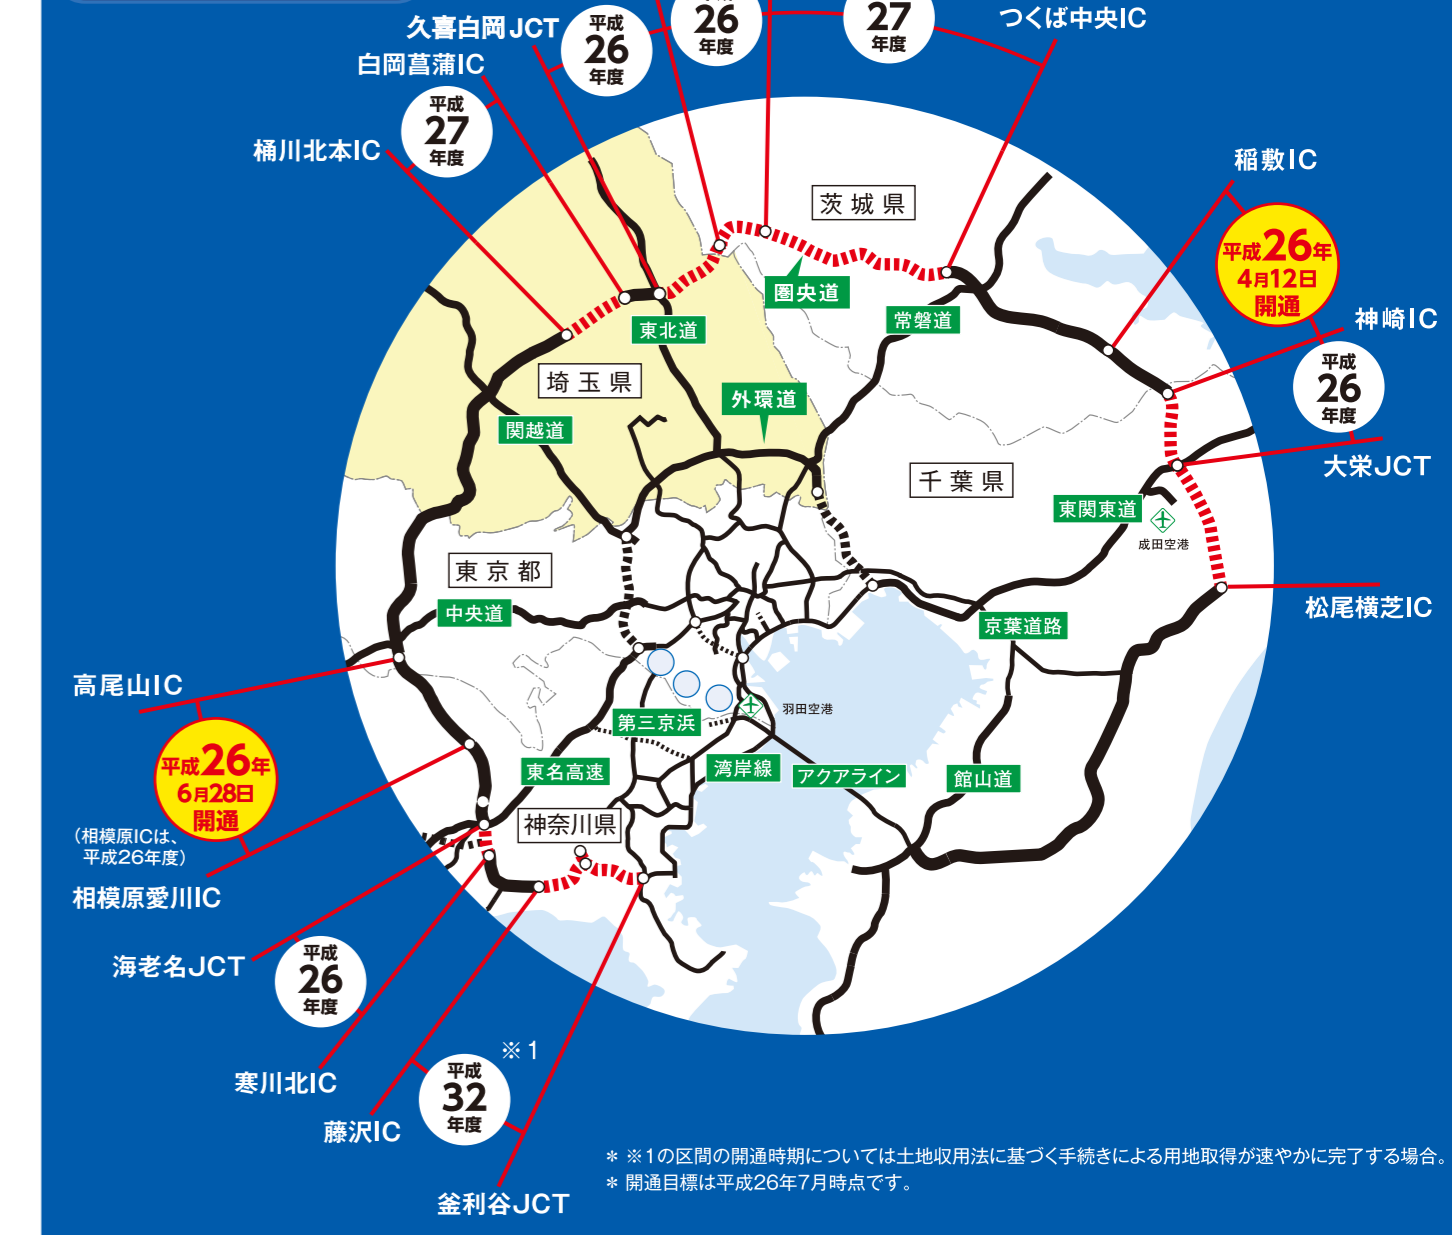 久喜白岡JCT
平成
26
年度
26
年度
27
年度
つくば中央IC
白岡菖蒲IC
平成
27
年度
桶川北本IC
稲敷IC
茨城県
平成26年
4月12日
開通
圏央道
常磐道
神崎IC
東北道
平成
26
年度
埼玉県
外環道
関越道
大栄JCT
千葉県
東関東道
成田空港
東京都
中央道
松尾横芝IC
京葉道路
高尾山IC
羽田空港
第三京浜
平成26年
6月28日
開通
東名高速
湾岸線
アクアライン
館山道
神奈川県
(相模原ICは、
平成26年度)
相模原愛川IC
海老名JCT
平成
26
年度
寒川北IC
※1
平成
32
年度
藤沢IC
釜利谷JCT
＊ ※1の区間の開通時期については土地収用法に基づく手続きによる用地取得が速やかに完了する場合。
＊ 開通目標は平成26年7月時点です。